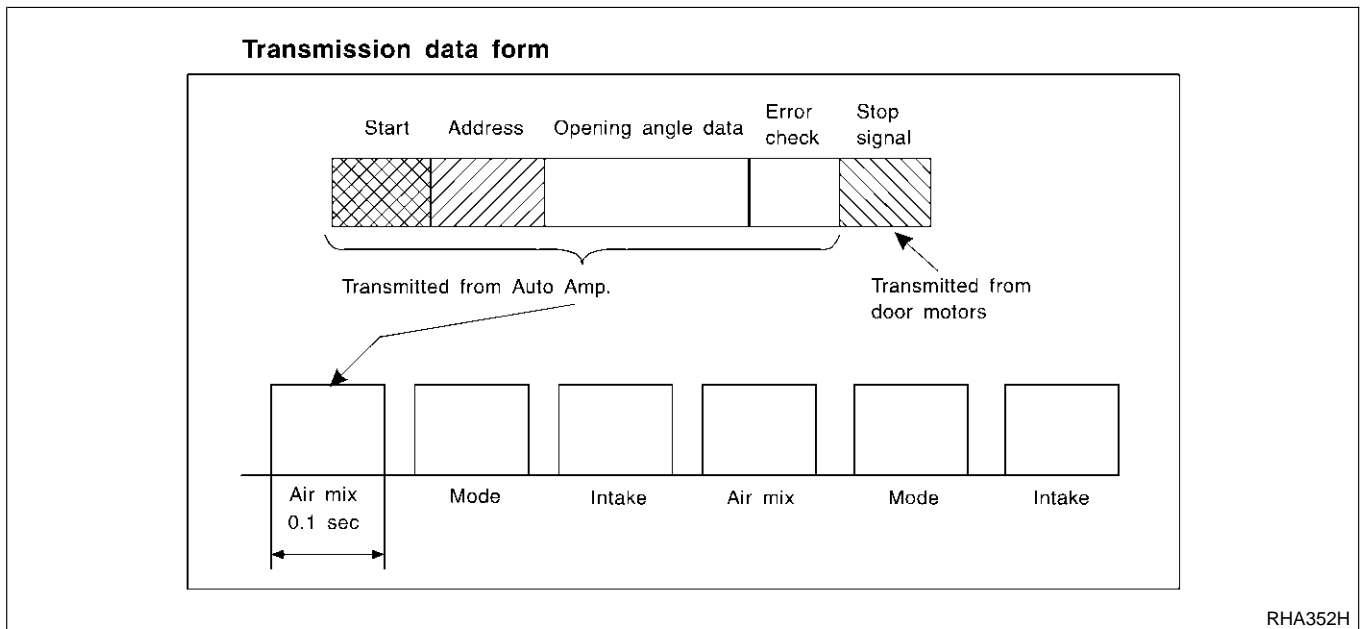 Transmission data form
Start Address Opening angle data Error check Stop signal
Transmitted from Auto Amp.
Transmitted from
door motors
Air mix Mode Intake Air mix Mode Intake
0.1 sec
RHA352H